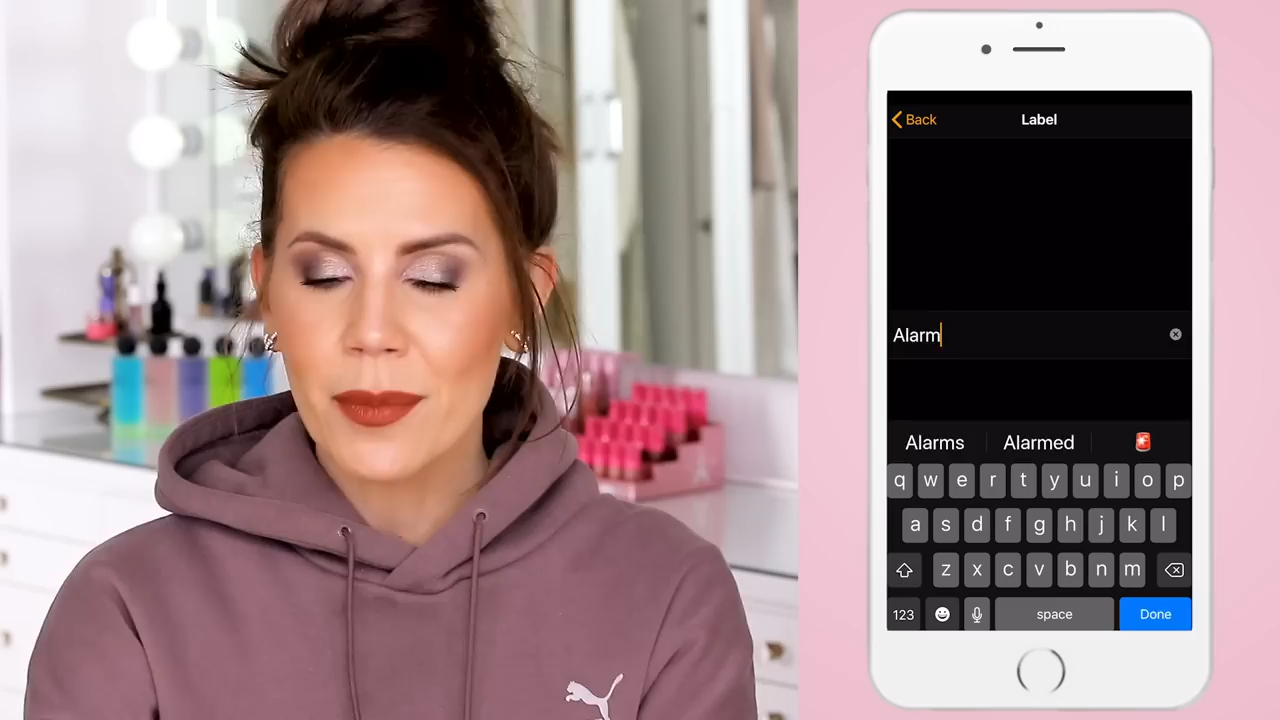 Back Label
Alarm
Alarms Alarmed
q w e r t y u i o p
a s d f g h j k l
z x c v b n m
123 space Done